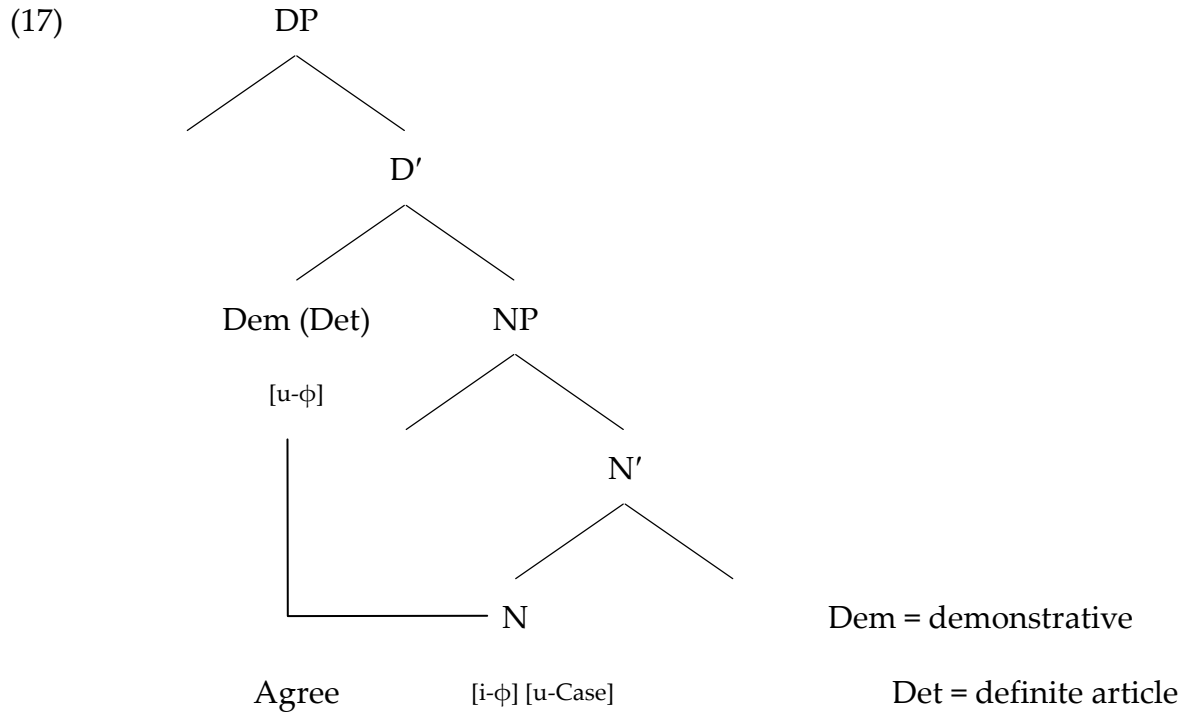 (17) DP
D′
Dem (Det) NP
[u-ϕ]
N′
N Dem = demonstrative
Agree [i-ϕ] [u-Case] Det = definite article